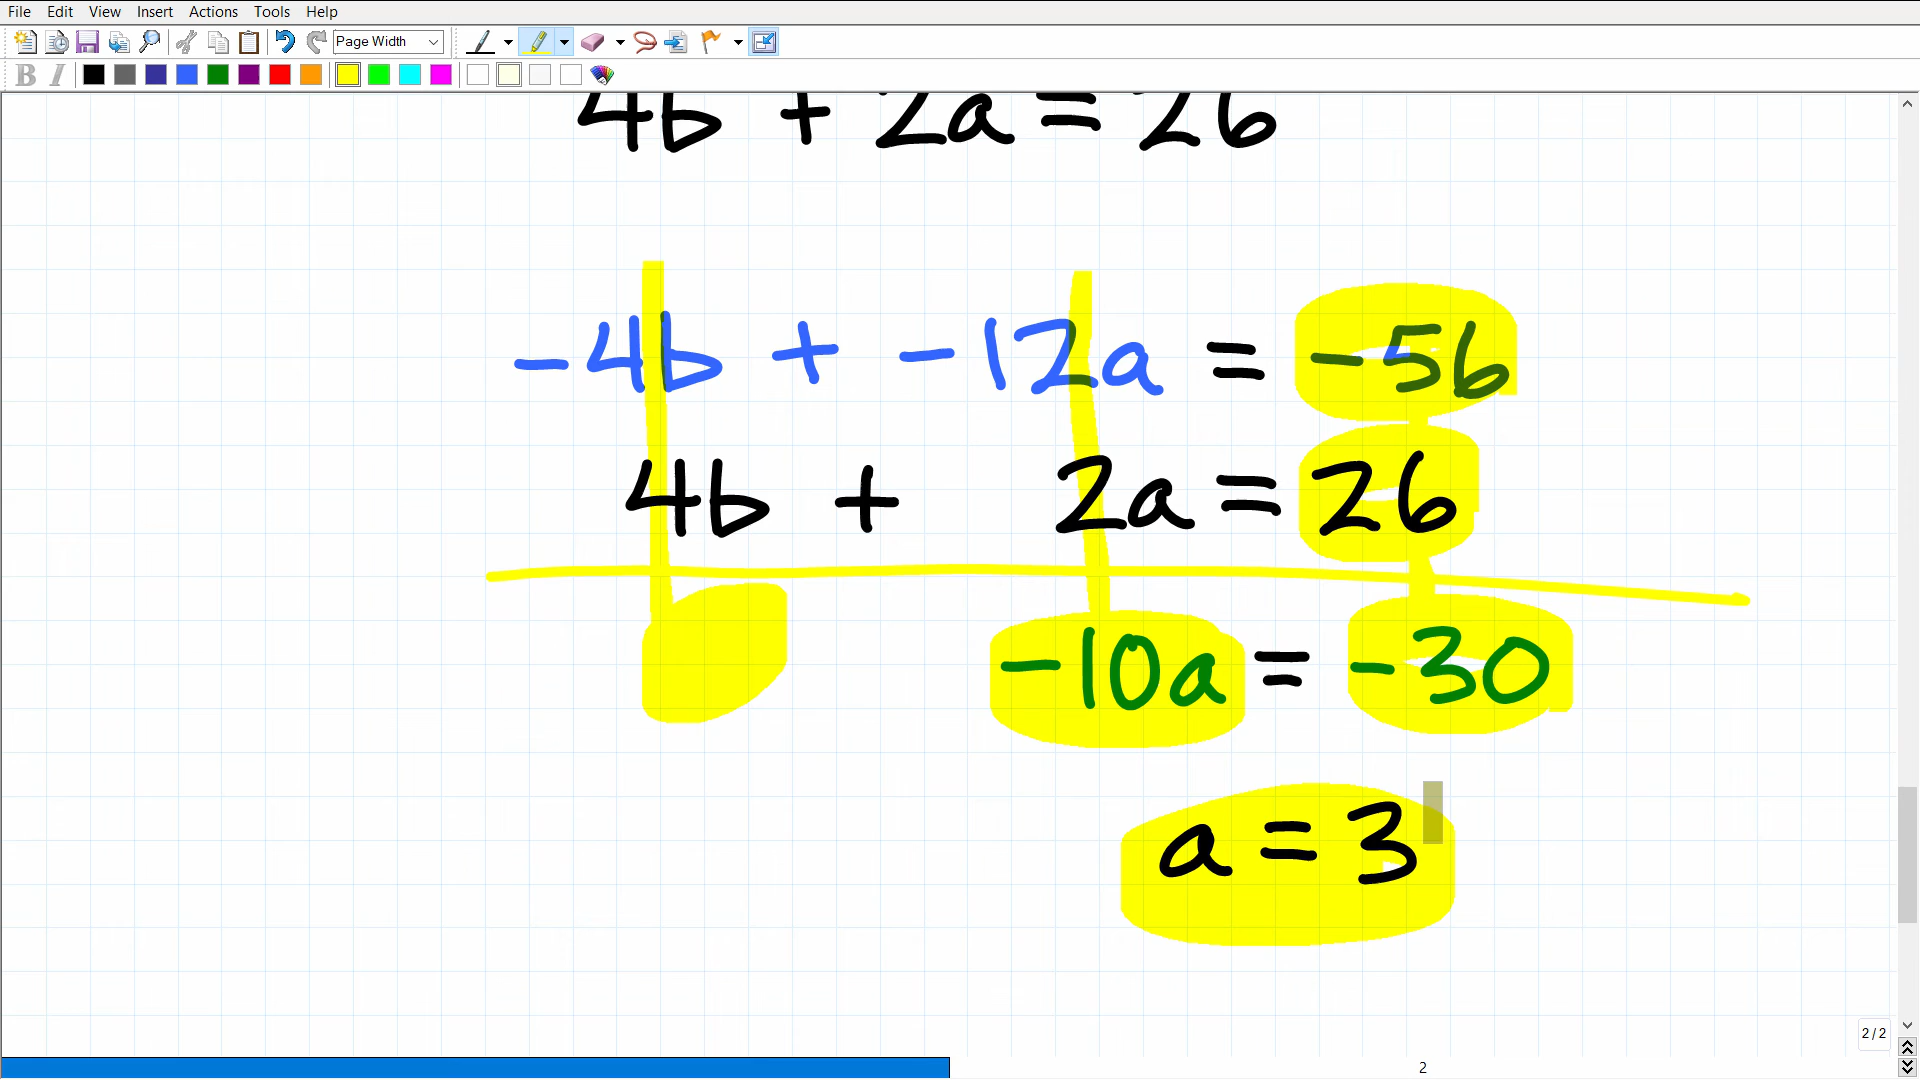 File Edit View Insert Actions Tools Help
Page Width
B I
4b + 2a = 26
-4b + -12a = -56
4b + 2a = 26
-10a = -30
a = 3
2 / 2
2